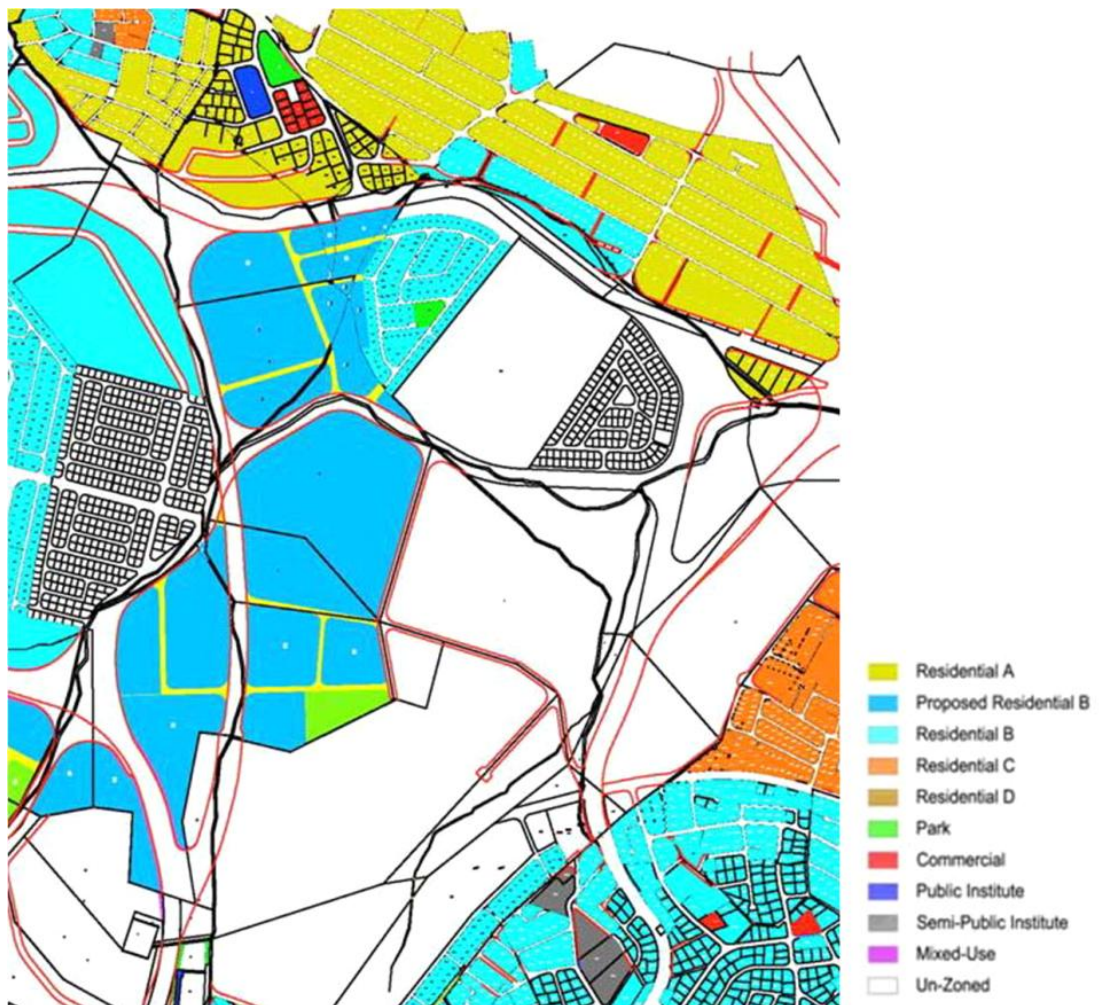 Residential A
Proposed Residential B
Residential B
Residential C
Residential D
Park
Commercial
Public Institute
Semi-Public Institute
Mixed-Use
Un-Zoned